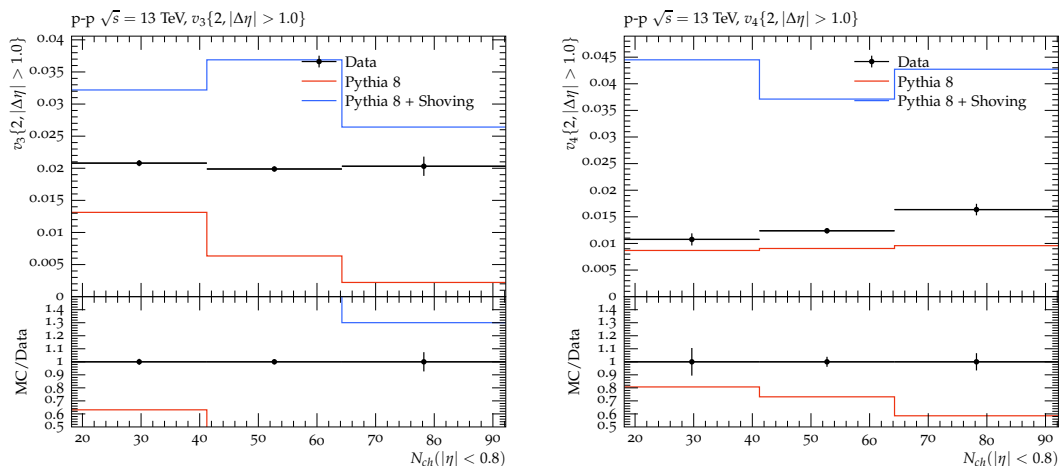 p-p √s = 13 TeV, v₃{2, |Δη| > 1.0}
v₃{2, |Δη| > 1.0}
0.04
0.035
0.03
0.025
0.02
0.015
0.01
0.005
0
Data
Pythia 8
Pythia 8 + Shoving
MC/Data
1.4
1.3
1.2
1.1
1
0.9
0.8
0.7
0.6
0.5
20 30 40 50 60 70 80 90
N_ch(|η| < 0.8)
p-p √s = 13 TeV, v₄{2, |Δη| > 1.0}
v₄{2, |Δη| > 1.0}
0.045
0.04
0.035
0.03
0.025
0.02
0.015
0.01
0.005
0
Data
Pythia 8
Pythia 8 + Shoving
MC/Data
1.4
1.3
1.2
1.1
1
0.9
0.8
0.7
0.6
0.5
20 30 40 50 60 70 80 90
N_ch(|η| < 0.8)